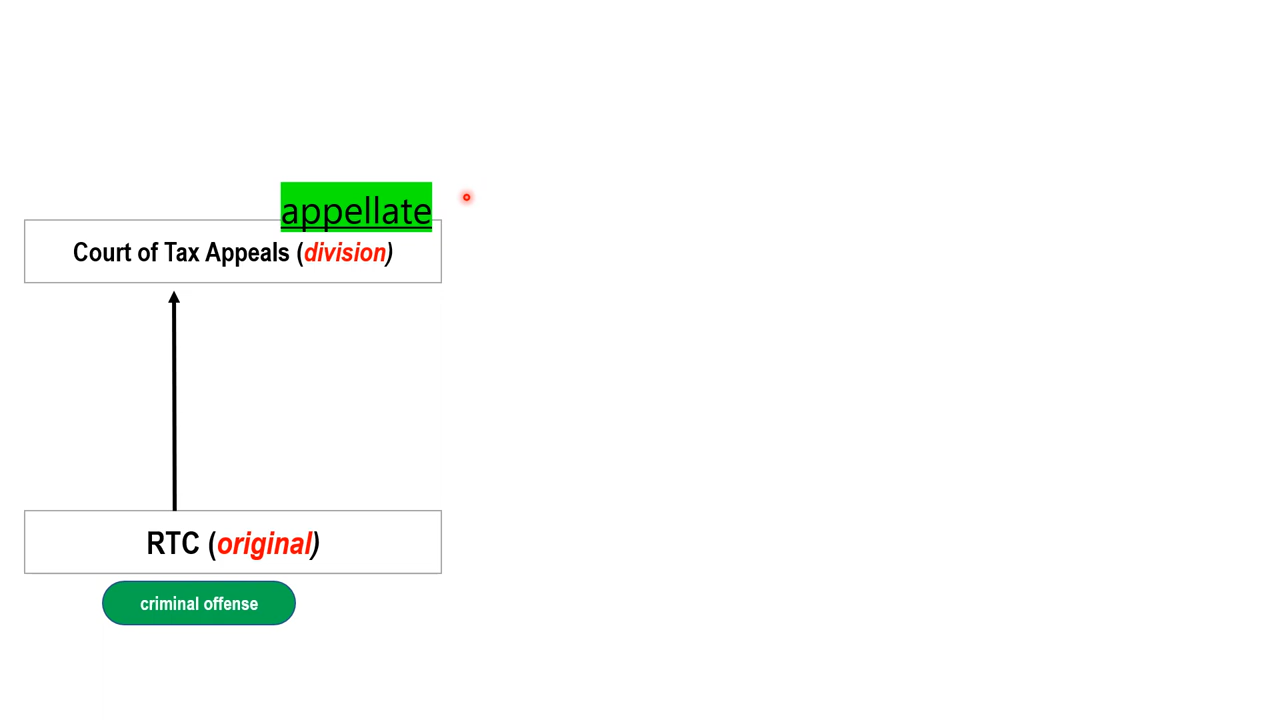 appellate
Court of Tax Appeals (division)
RTC (original)
criminal offense